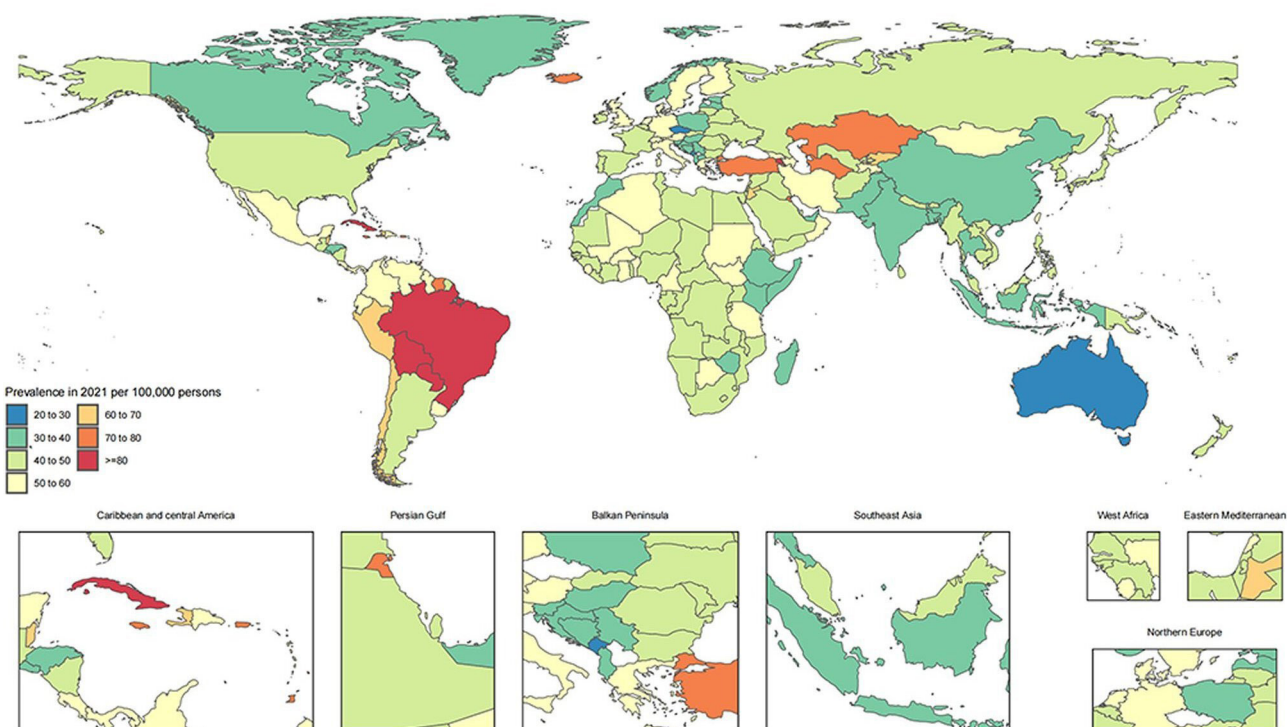 Prevalence in 2021 per 100,000 persons
20 to 30
60 to 70
30 to 40
70 to 80
40 to 50
>=80
50 to 60
Caribbean and central America
Persian Gulf
Balkan Peninsula
Southeast Asia
West Africa
Eastern Mediterranean
Northern Europe